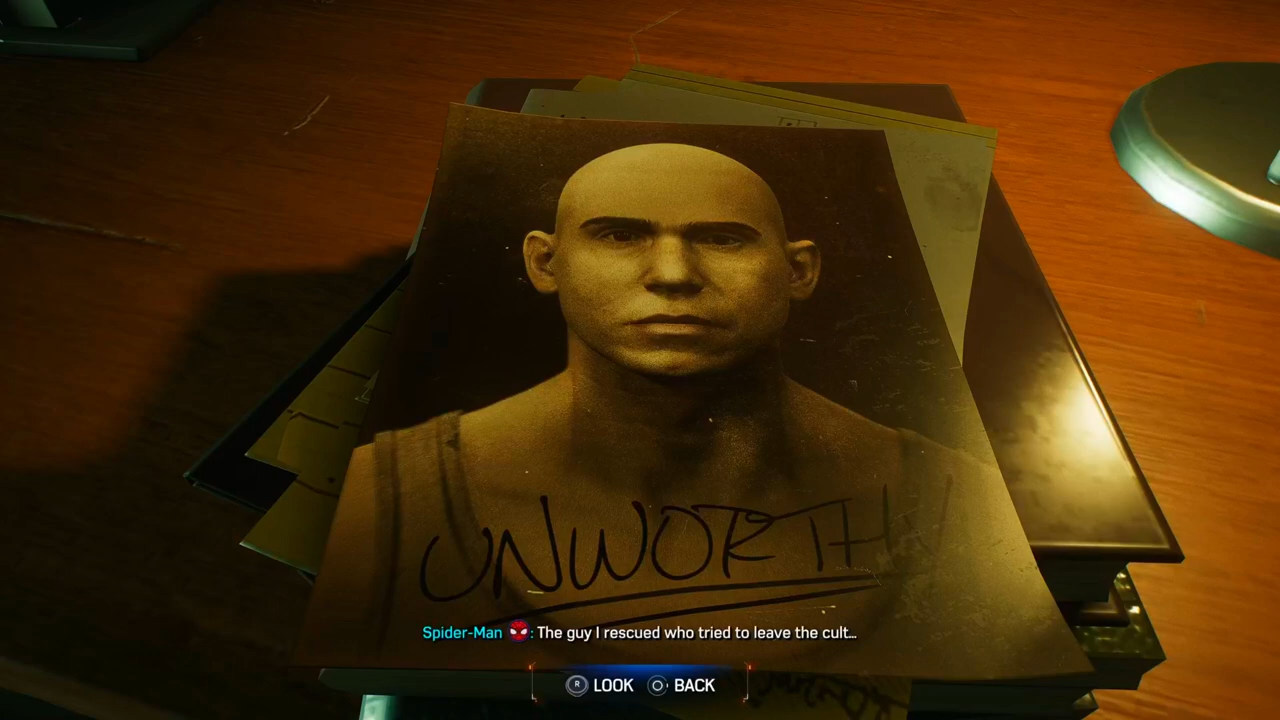 UNWORTHY
Spider-Man : The guy I rescued who tried to leave the cult...
R LOOK BACK